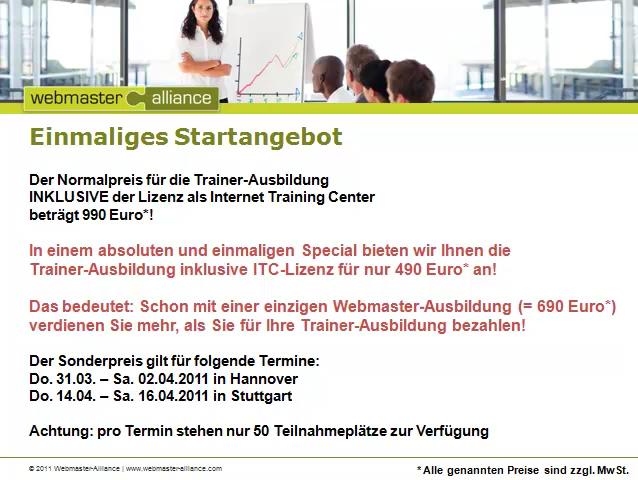 webmaster alliance
Einmaliges Startangebot
Der Normalpreis für die Trainer-Ausbildung
INKLUSIVE der Lizenz als Internet Training Center
beträgt 990 Euro*!
In einem absoluten und einmaligen Special bieten wir Ihnen die
Trainer-Ausbildung inklusive ITC-Lizenz für nur 490 Euro* an!
Das bedeutet: Schon mit einer einzigen Webmaster-Ausbildung (= 690 Euro*)
verdienen Sie mehr, als Sie für Ihre Trainer-Ausbildung bezahlen!
Der Sonderpreis gilt für folgende Termine:
Do. 31.03. – Sa. 02.04.2011 in Hannover
Do. 14.04. – Sa. 16.04.2011 in Stuttgart
Achtung: pro Termin stehen nur 50 Teilnahmeplätze zur Verfügung
© 2011 Webmaster-Alliance | www.webmaster-alliance.com
*Alle genannten Preise sind zzgl. MwSt.